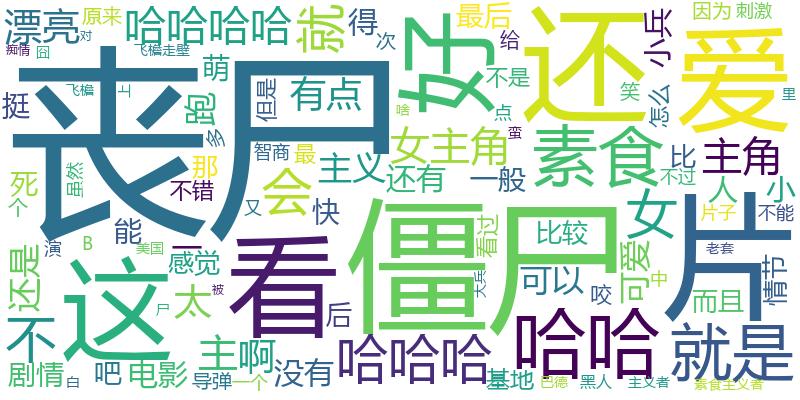 漂亮 痴情 囧 原来 对 哈哈哈哈 就 得 次 最后 给 小兵 因为 刺激
飞檐走壁 飞檐 上 挺 萌 跑 多 但是 有点 好 不是 点 啥 还 笑 怎么 爱 里
丧尸 那 最 智商 女主角 蛮 素食 比 主角
死 个 虽然 不错 主义 还有 一般 不过 人 小
能 一 会 又 快 僵尸 看过 女 片子 不能
还是 演 B 美国 感觉 看 比较 可爱 中 片 老套
不 这 尸 太 被 后 大兵 可以 咬 而且 情节
剧情 白 吧 电影 主 啊 导弹 一个 没有 哈哈哈 基地 哈哈 巴德 黑人 主义者 就是 素食主义者